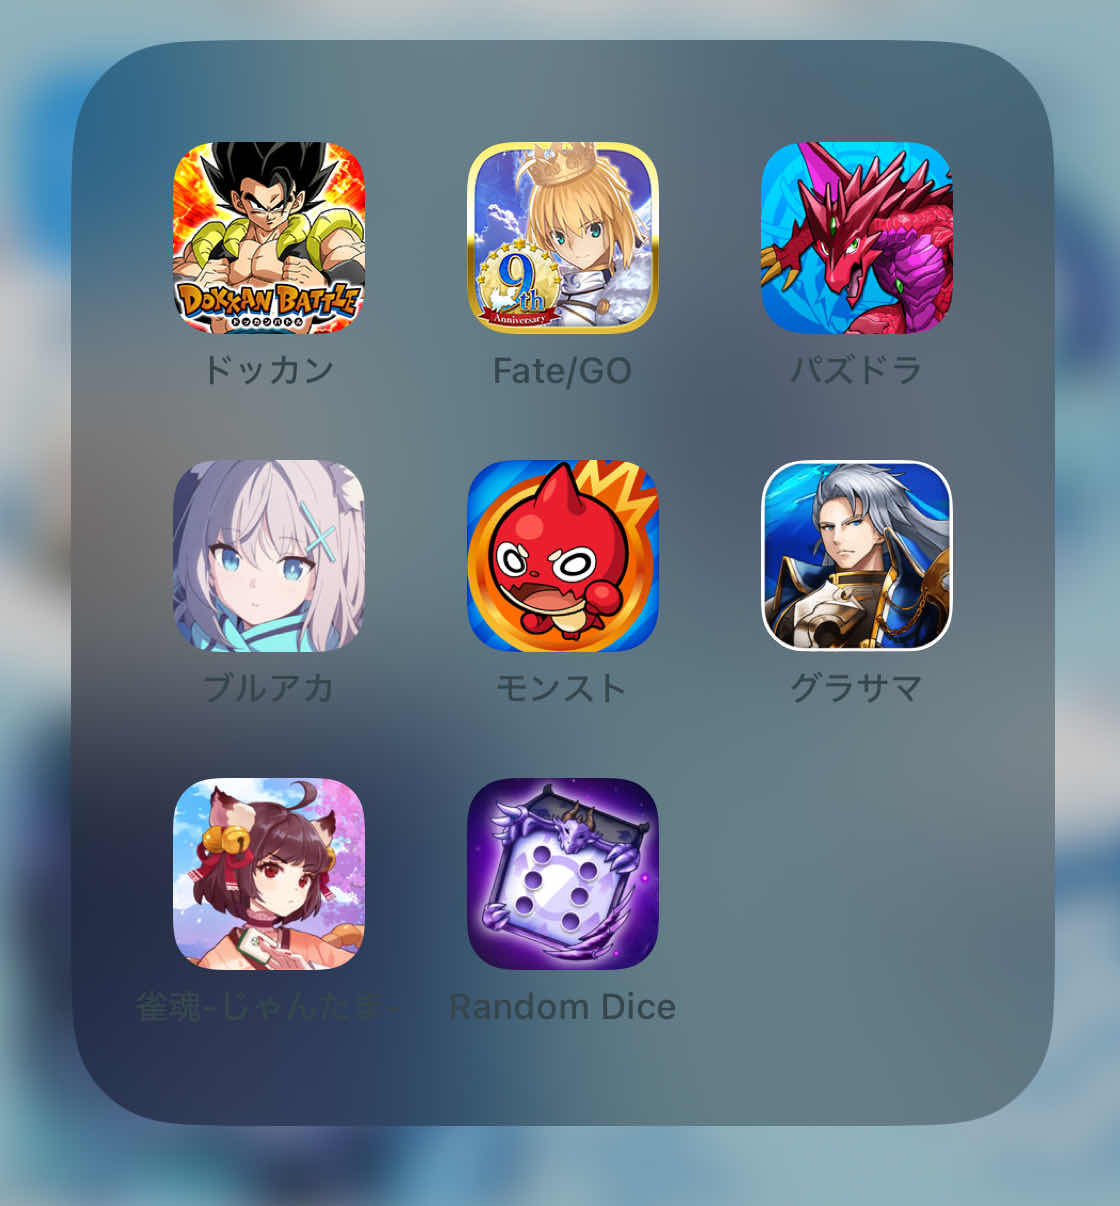 DOKKAN BATTLE
ドッカンバトル
9th
Anniversary
ドッカン
Fate/GO
パズドラ
ブルアカ
モンスト
グラサマ
雀魂-じゃんたま-
Random Dice